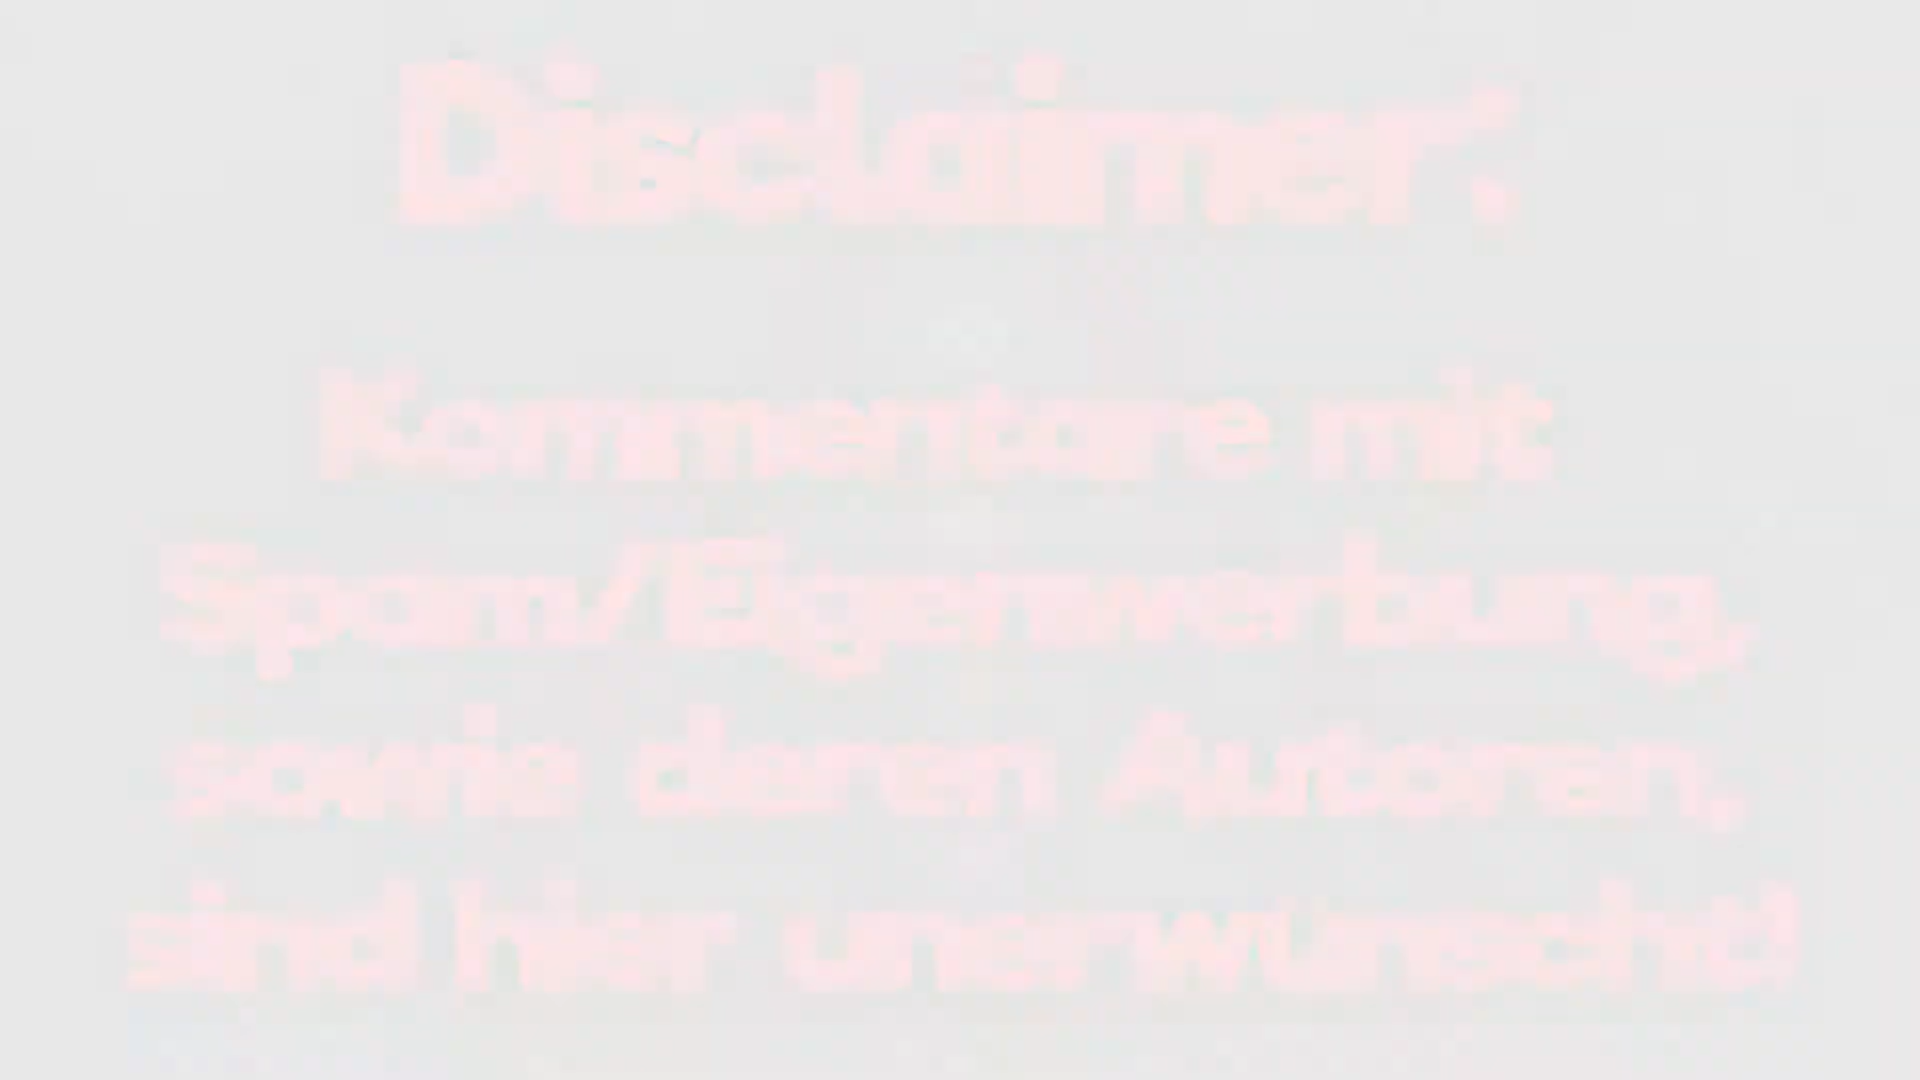 Disclaimer:
Kommentare mit
Spam/Eigenwerbung,
sowie deren Autoren,
sind hier unerwünscht!